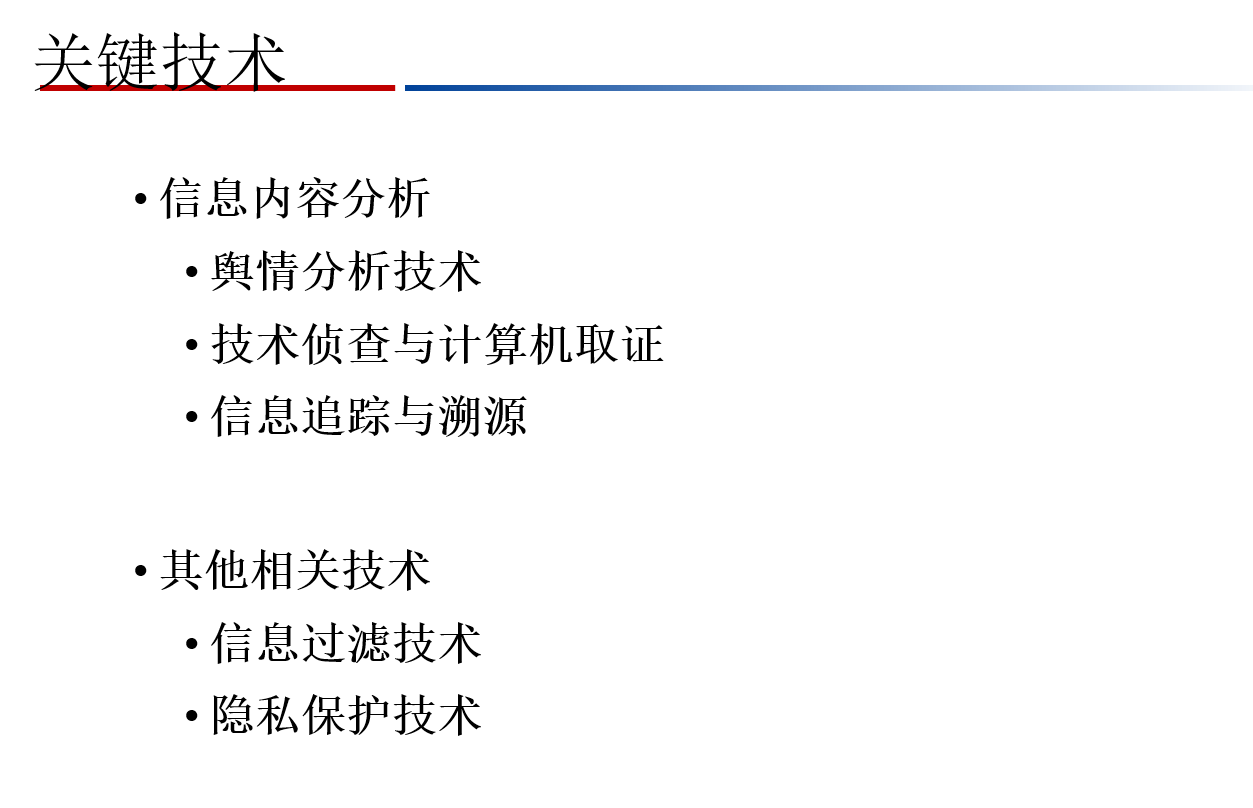 关键技术
• 信息内容分析
• 舆情分析技术
• 技术侦查与计算机取证
• 信息追踪与溯源
• 其他相关技术
• 信息过滤技术
• 隐私保护技术